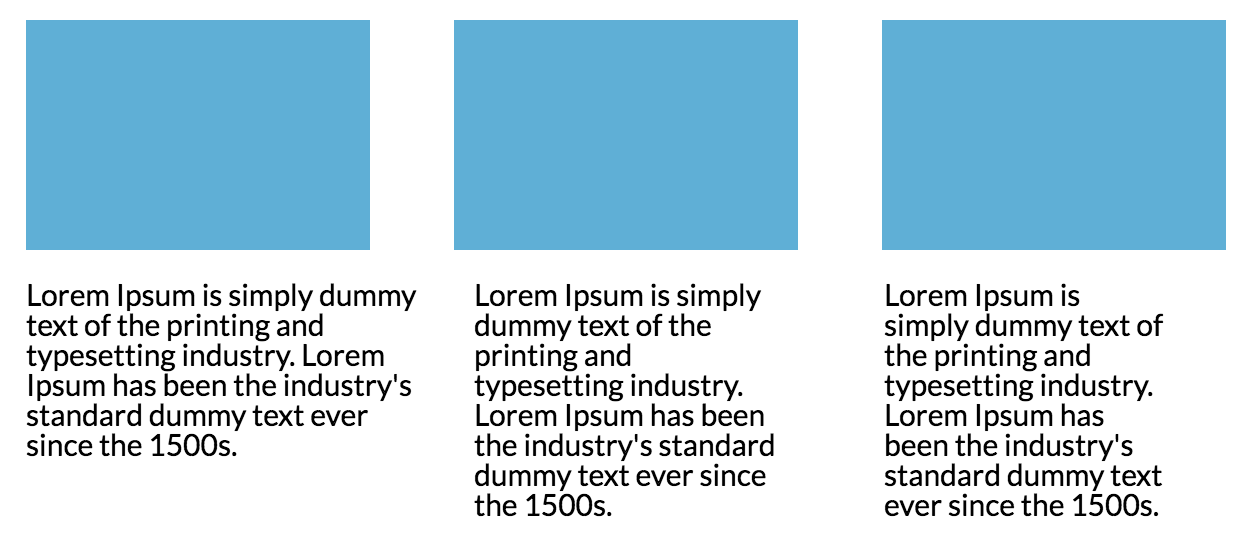 Lorem Ipsum is simply dummy
text of the printing and
typesetting industry. Lorem
Ipsum has been the industry's
standard dummy text ever
since the 1500s.
Lorem Ipsum is simply
dummy text of the
printing and
typesetting industry.
Lorem Ipsum has been
the industry's standard
dummy text ever since
the 1500s.
Lorem Ipsum is
simply dummy text of
the printing and
typesetting industry.
Lorem Ipsum has
been the industry's
standard dummy text
ever since the 1500s.